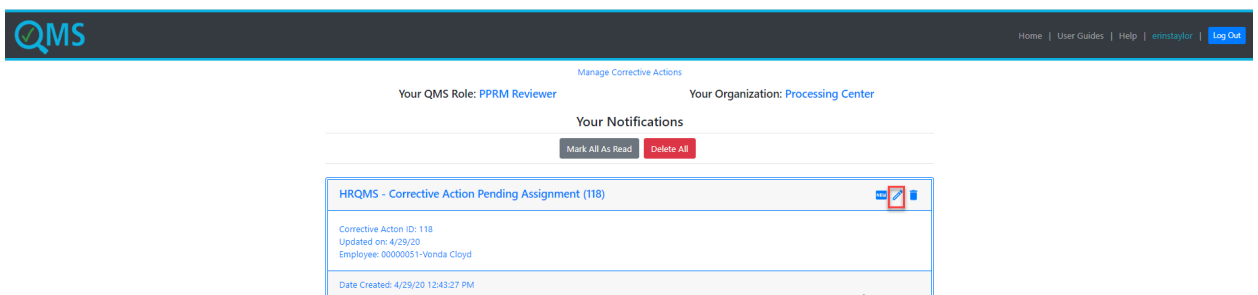 QMS
Home | User Guides | Help | erinstaylor | Log Out
Manage Corrective Actions
Your QMS Role: PPRM Reviewer Your Organization: Processing Center
Your Notifications
Mark All As Read Delete All
HRQMS - Corrective Action Pending Assignment (118) NEW
Corrective Acton ID: 118
Updated on: 4/29/20
Employee: 00000051-Vonda Cloyd
Date Created: 4/29/20 12:43:27 PM